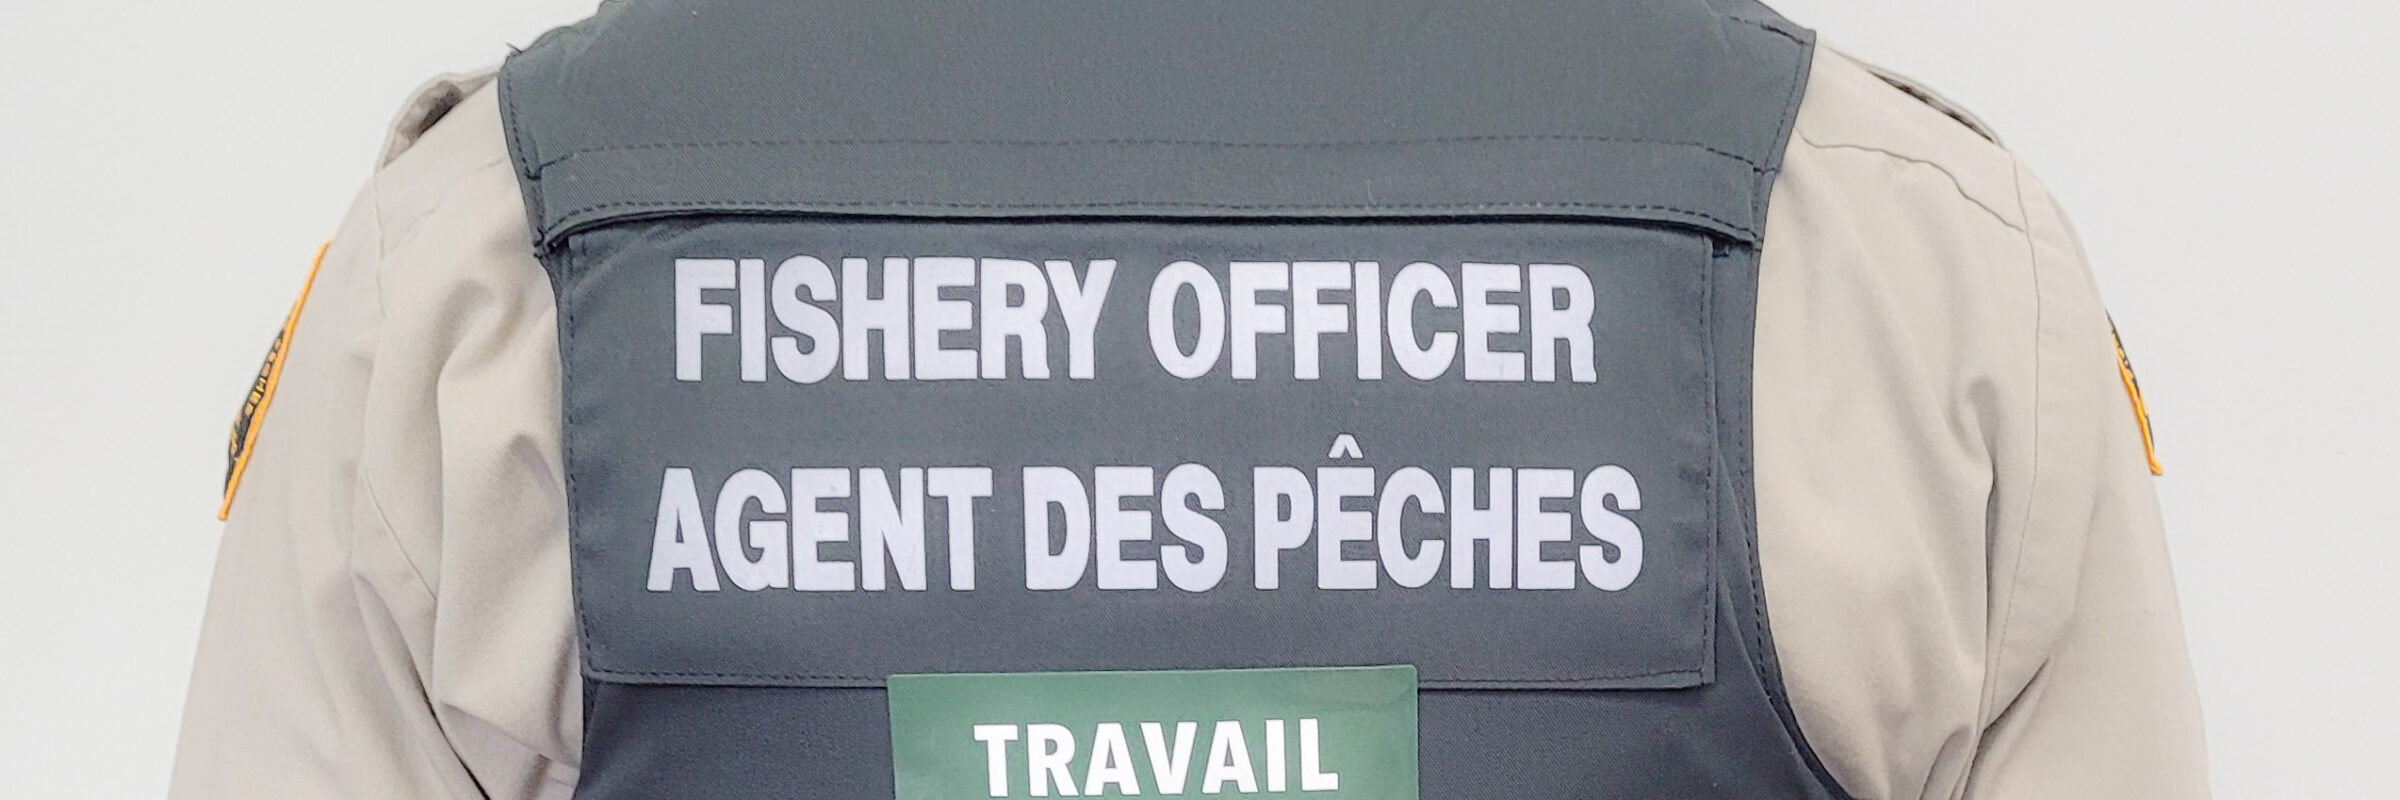 FISHERY OFFICER
AGENT DES PÊCHES
TRAVAIL